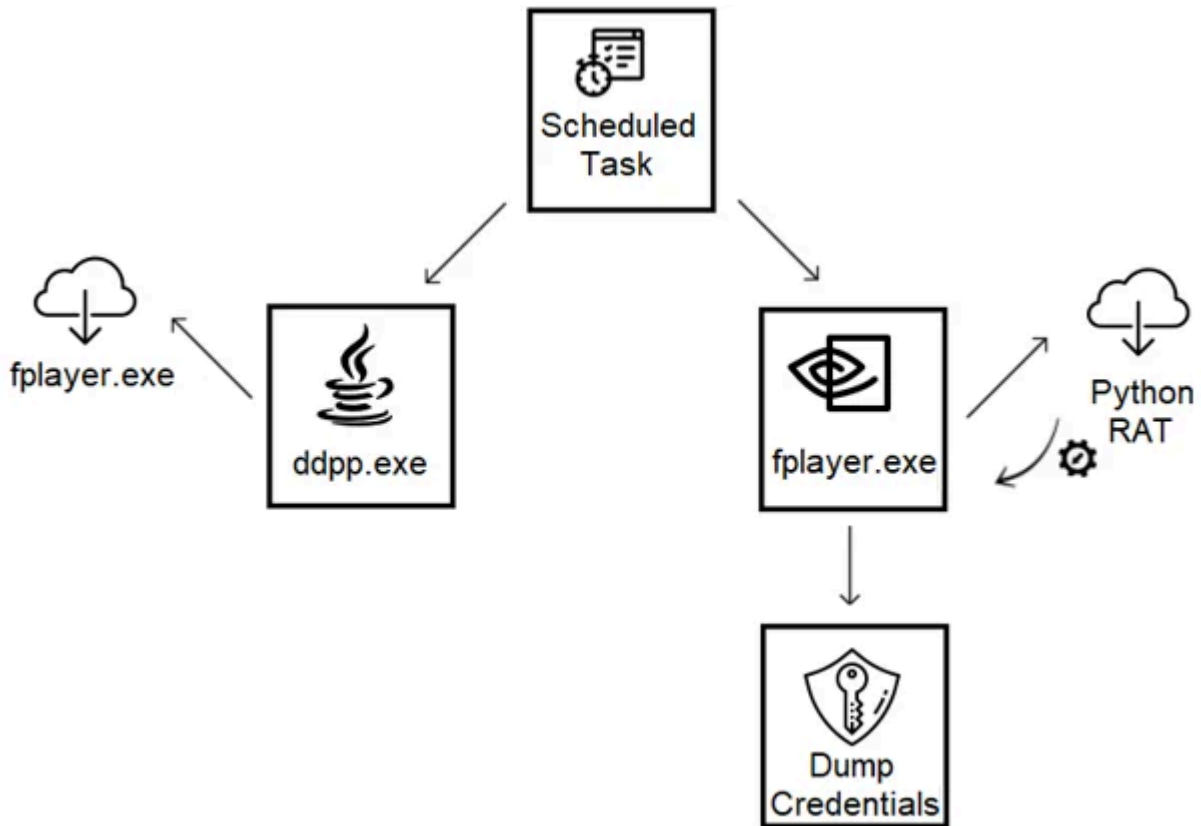 Scheduled
Task
fplayer.exe
ddpp.exe
fplayer.exe
Python
RAT
Dump
Credentials